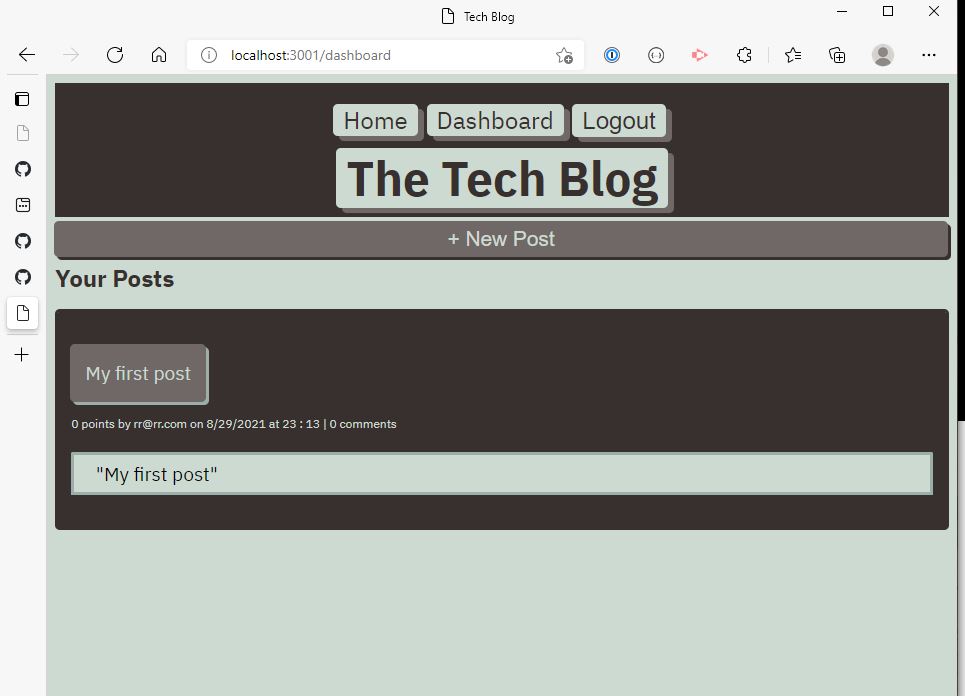 Tech Blog
localhost:3001/dashboard
Home Dashboard Logout
The Tech Blog
+ New Post
Your Posts
My first post
0 points by rr@rr.com on 8/29/2021 at 23 : 13 | 0 comments
"My first post"